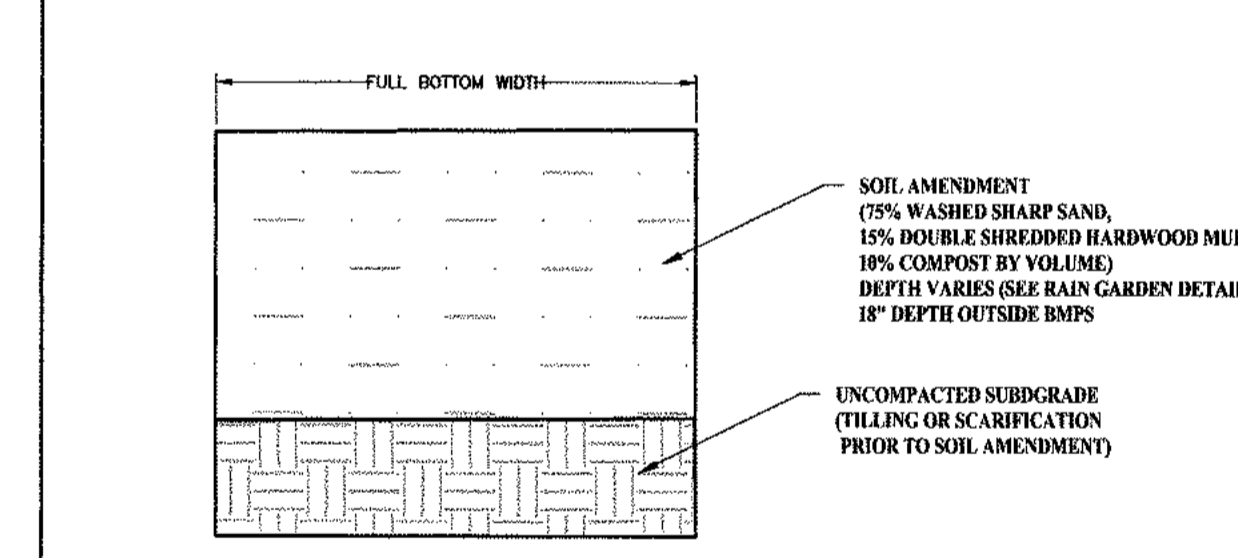 FULL BOTTOM WIDTH
SOIL AMENDMENT
(75% WASHED SHARP SAND,
15% DOUBLE SHREDDED HARDWOOD
10% COMPOST BY VOLUME)
DEPTH VARIES (SEE RAIN GARDEN
18" DEPTH OUTSIDE BMPS
UNCOMPACTED SUBDGRADE
(TILLING OR SCARIFICATION
PRIOR TO SOIL AMENDMENT)